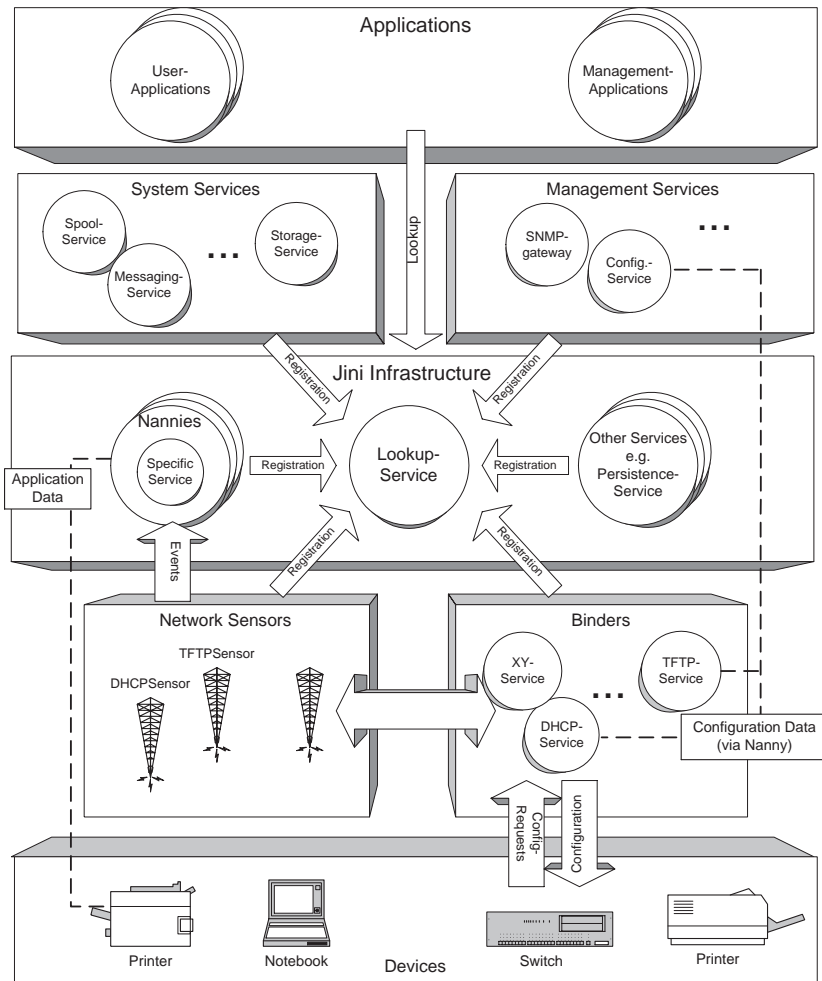 Applications
User-
Applications
Management-
Applications
System Services
Spool-
Service
Messaging-
Service
...
Storage-
Service
Lookup
Management Services
SNMP-
gateway
Config.-
Service
...
Registration
Registration
Jini Infrastructure
Nannies
Specific
Service
Registration
Lookup-
Service
Registration
Other Services
e.g.
Persistence-
Service
Application
Data
Events
Registration
Registration
Network Sensors
TFTPSensor
DHCPSensor
Binders
XY-
Service
...
TFTP-
Service
DHCP-
Service
Configuration Data
(via Nanny)
Config-
Requests
Configuration
Printer
Notebook
Switch
Printer
Devices